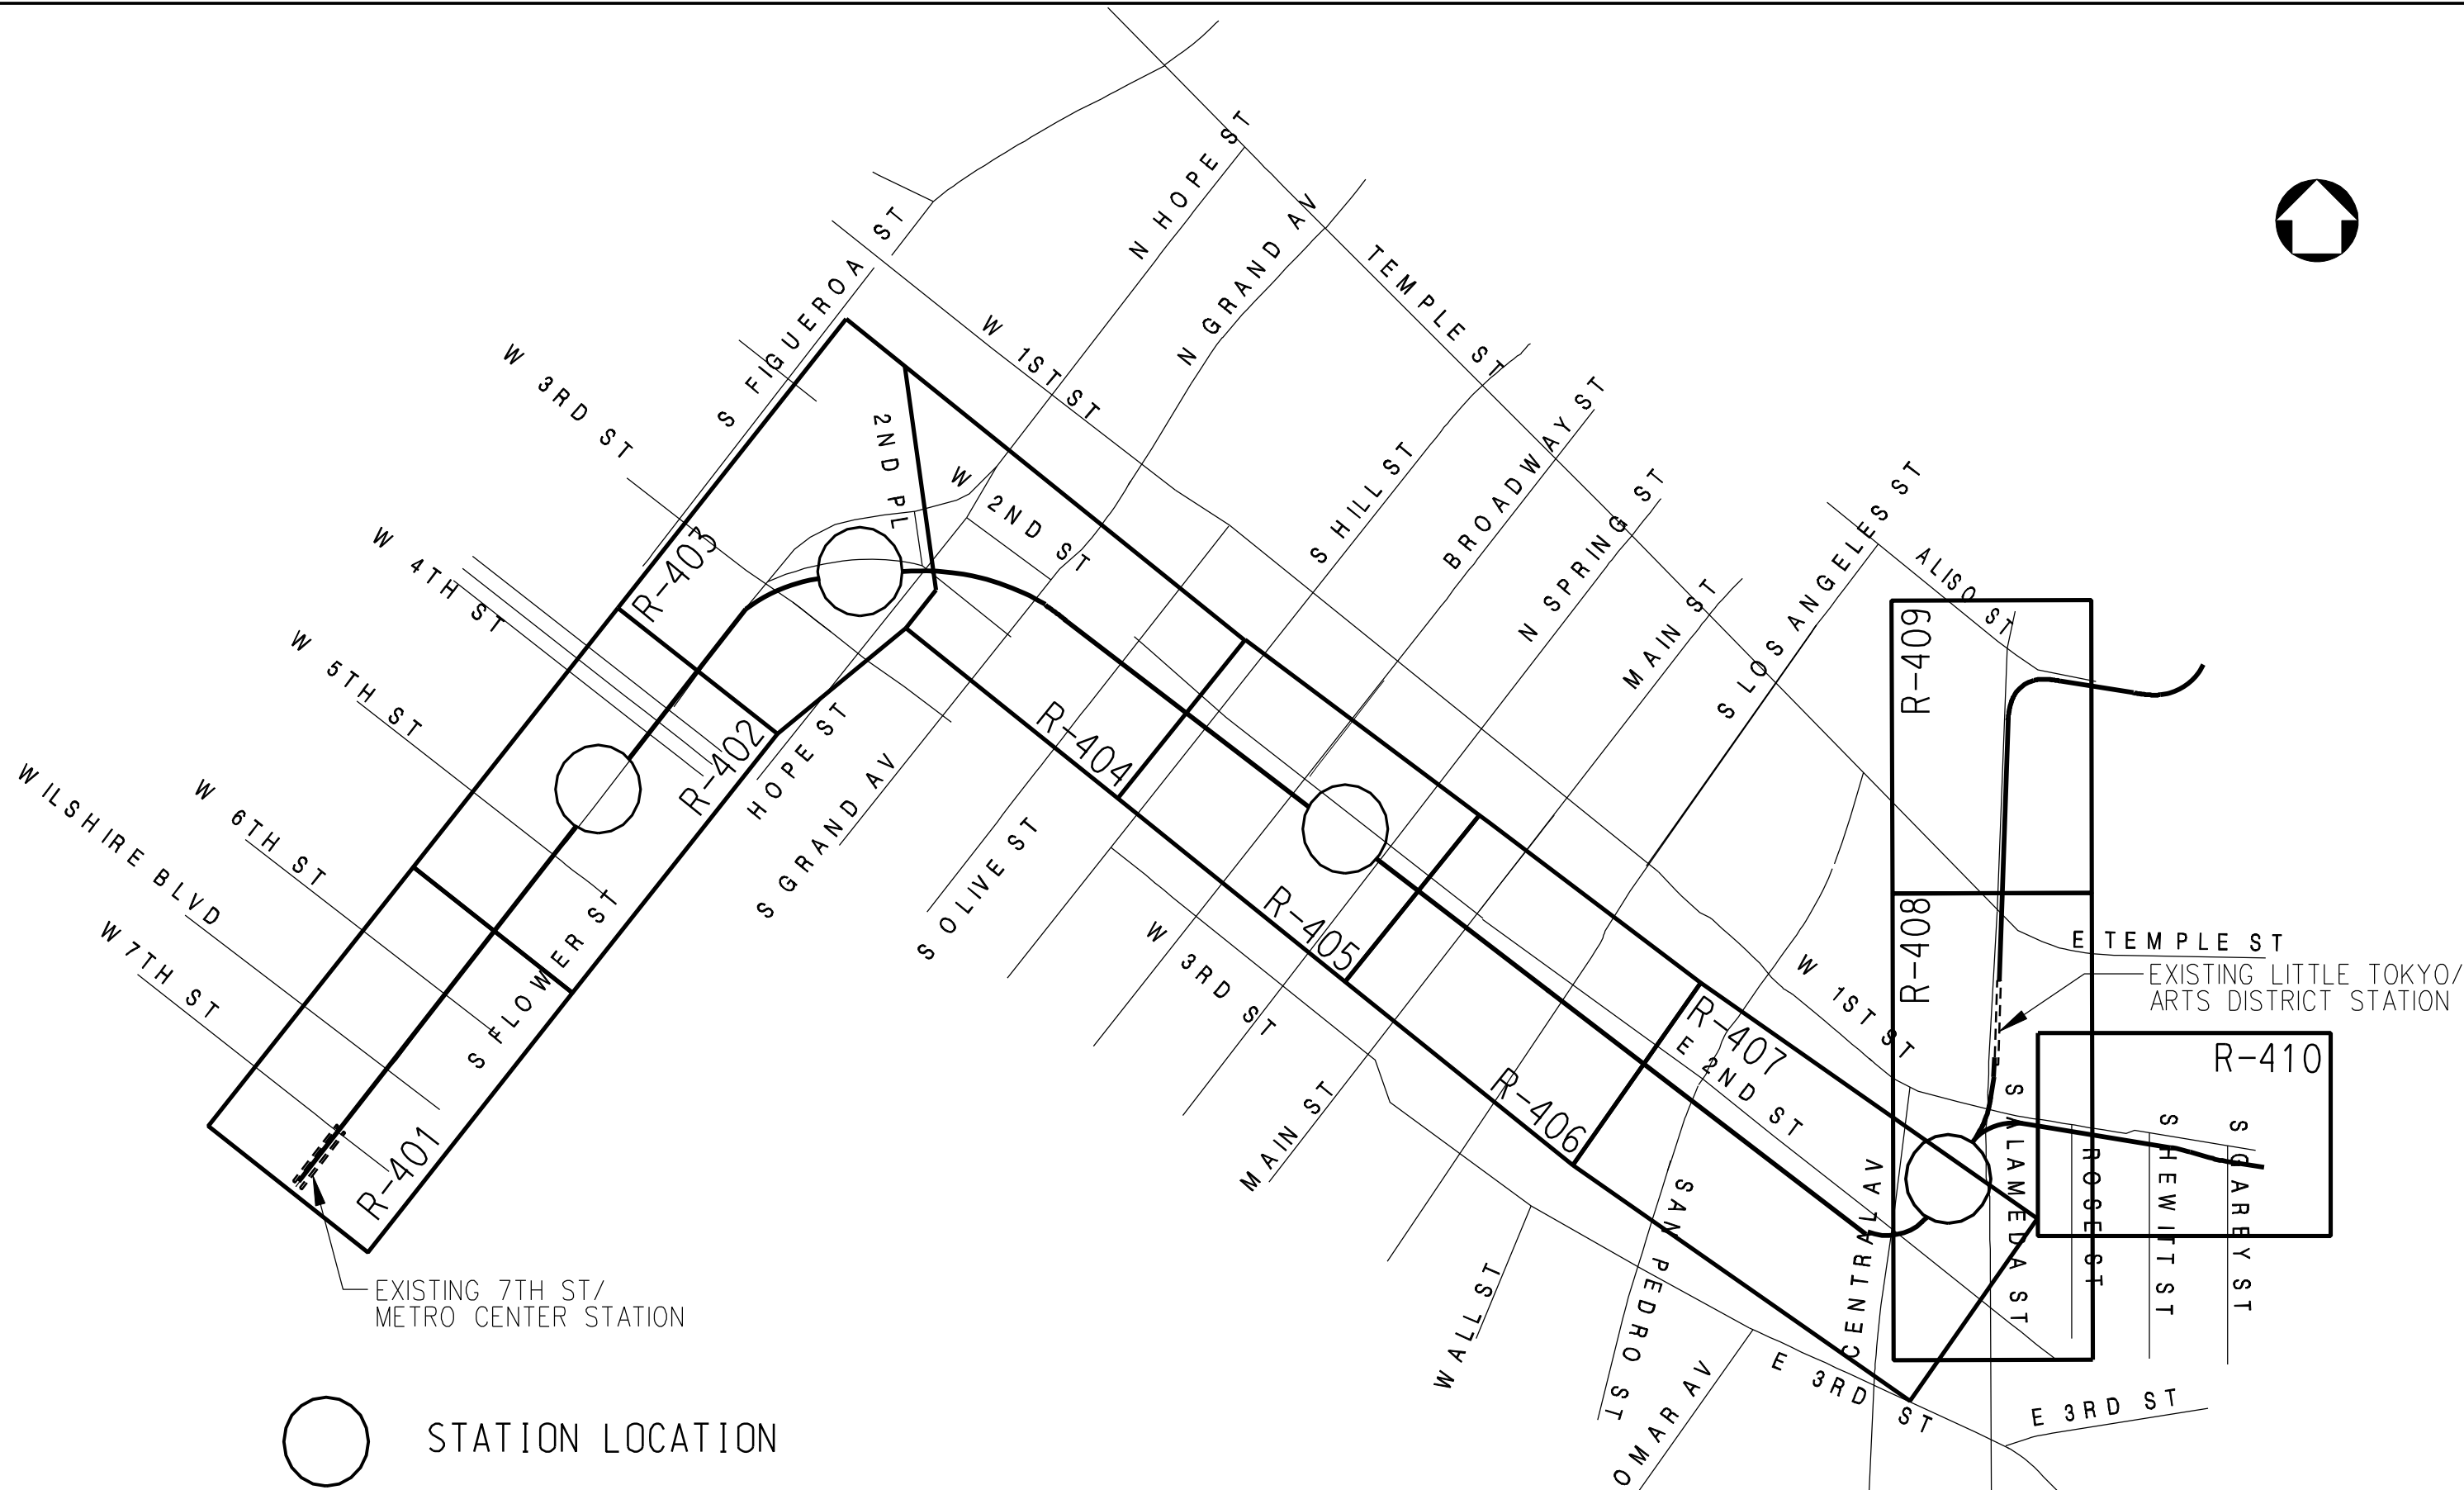 N HOPE ST
N GRAND AV
TEMPLE ST
S FIGUEROA ST
W 1ST ST
W 3RD ST
2ND PL
W 2ND ST
S HILL ST
BROADWAY ST
N SPRING ST
MAIN ST
S LOS ANGELES ST
ALISO ST
W 4TH ST
R-403
R-409
W 5TH ST
R-402
HOPE ST
R-404
W 6TH ST
WILSHIRE BLVD
W 7TH ST
S GRAND AV
S OLIVE ST
S FLOWER ST
R-405
W 3RD ST
R-408
E TEMPLE ST
EXISTING LITTLE TOKYO/
ARTS DISTRICT STATION
W 1ST ST
R-407
E 2ND ST
R-410
R-406
R-401
MAIN ST
S ALAMEDA ST
ROSE ST
S HEWITT ST
S GAREY ST
CENTRAL AV
SAN PEDRO ST
WALL ST
OMAR AV
E 3RD ST
E 3RD ST
EXISTING 7TH ST/
METRO CENTER STATION
STATION LOCATION